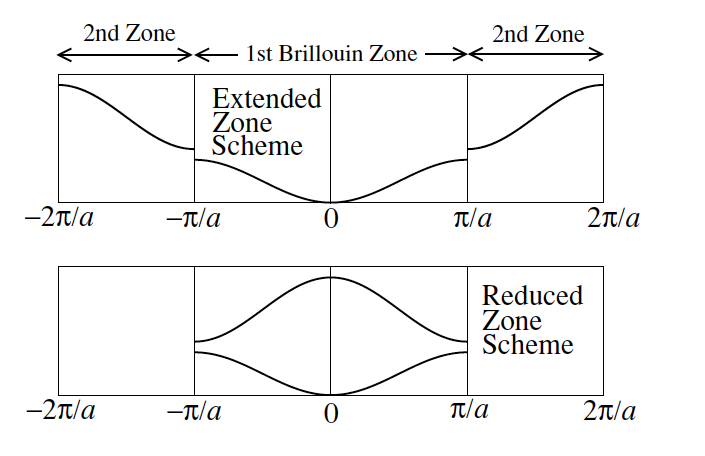 2nd Zone
1st Brillouin Zone
2nd Zone
Extended
Zone
Scheme
−2π/a
−π/a
0
π/a
2π/a
Reduced
Zone
Scheme
−2π/a
−π/a
0
π/a
2π/a